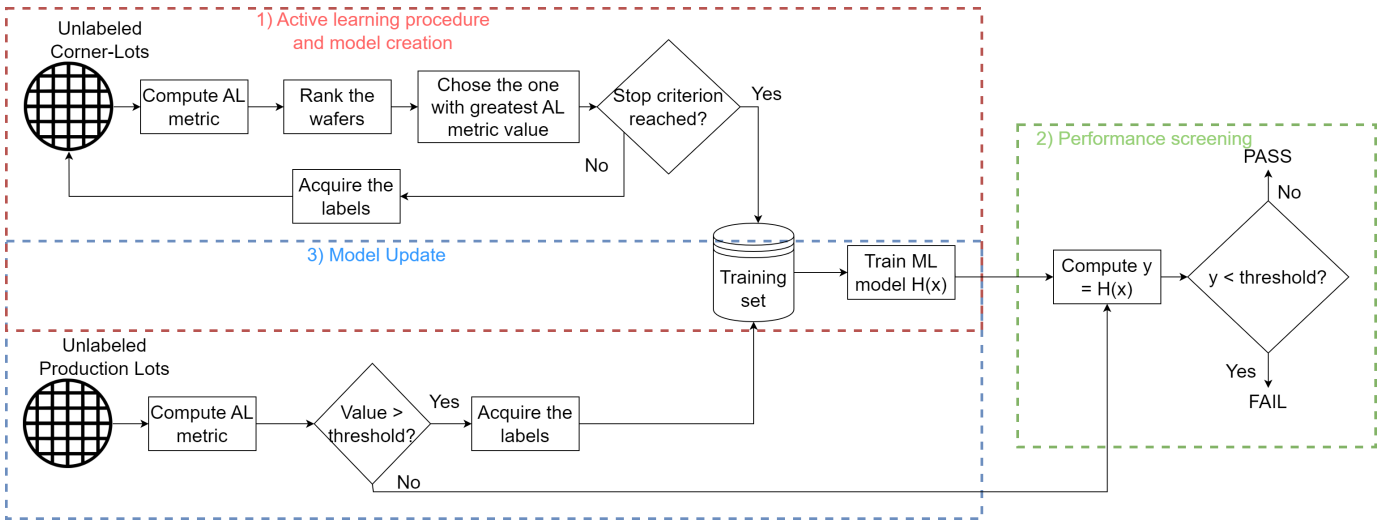 1) Active learning procedure
and model creation
Unlabeled
Corner-Lots
Compute AL
metric
Rank the
wafers
Chose the one
with greatest AL
metric value
Stop criterion
reached?
Yes
No
Acquire the
labels
2) Performance screening
PASS
No
3) Model Update
Training
set
Train ML
model H(x)
Compute y
= H(x)
y < threshold?
Yes
FAIL
Unlabeled
Production Lots
Compute AL
metric
Value >
threshold?
Yes
Acquire the
labels
No